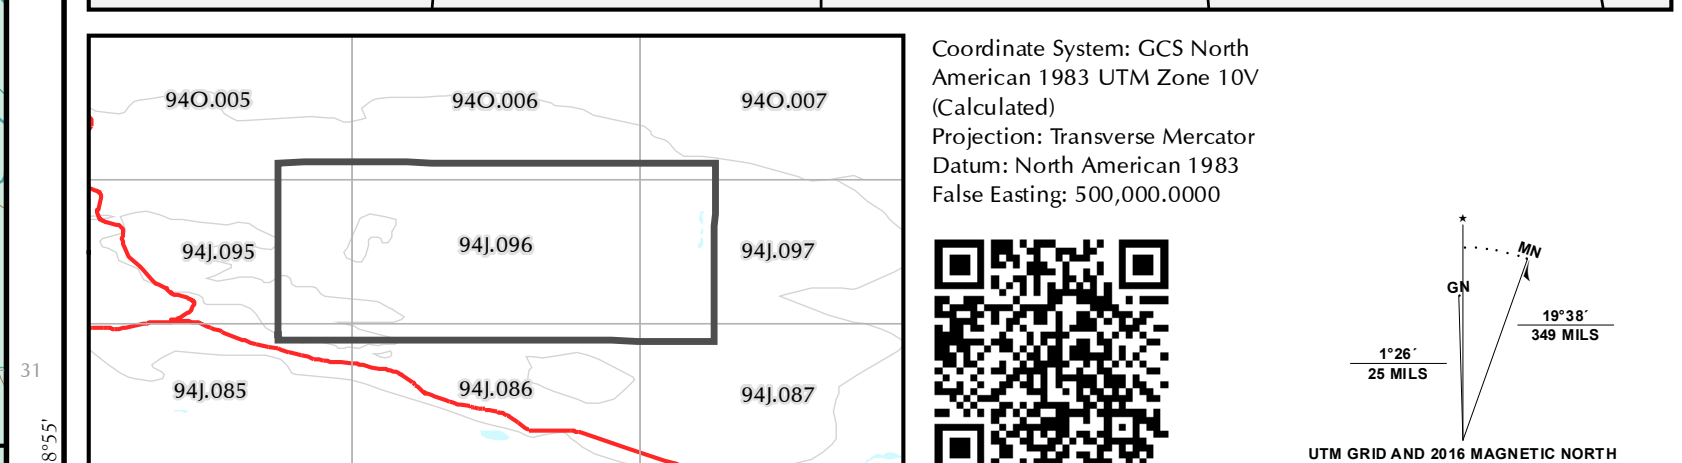 94O.005
94O.006
94O.007
94J.095
94J.096
94J.097
94J.085
94J.086
94J.087
31
8°55"
Coordinate System: GCS North
American 1983 UTM Zone 10V
(Calculated)
Projection: Transverse Mercator
Datum: North American 1983
False Easting: 500,000.0000
MN
GN
19°38´
349 MILS
1°26´
25 MILS
UTM GRID AND 2016 MAGNETIC NORTH